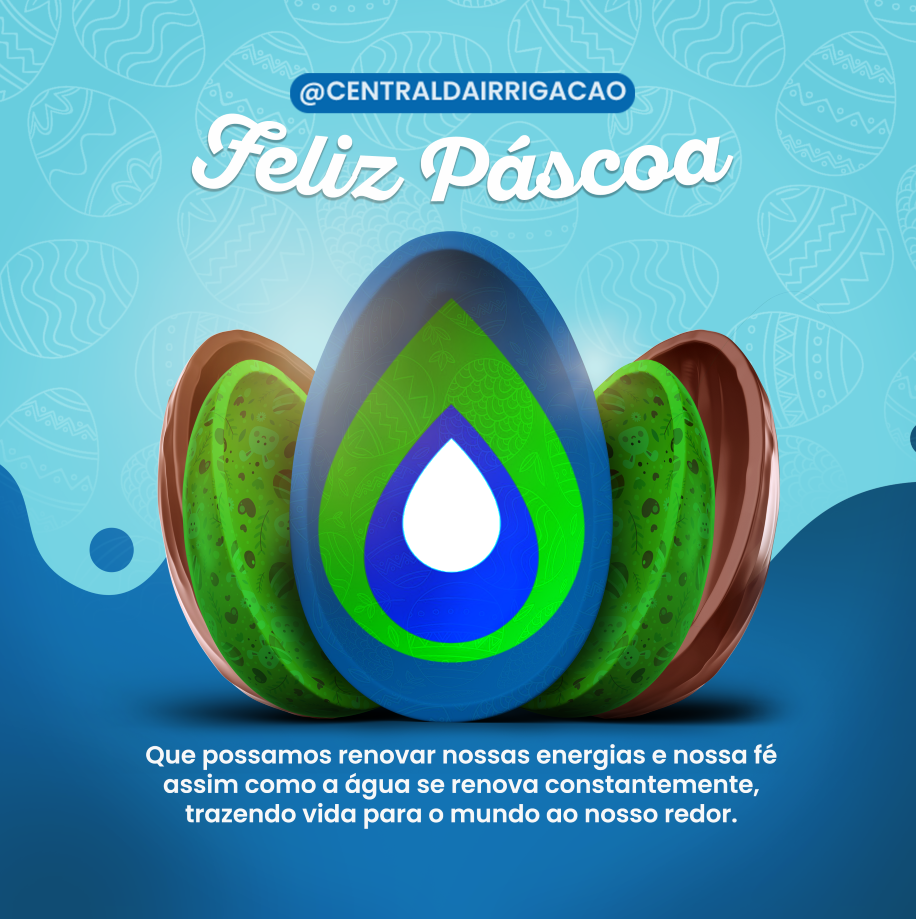 @CENTRALDAIRRIGACAO
Feliz Páscoa
Que possamos renovar nossas energias e nossa fé
assim como a água se renova constantemente,
trazendo vida para o mundo ao nosso redor.